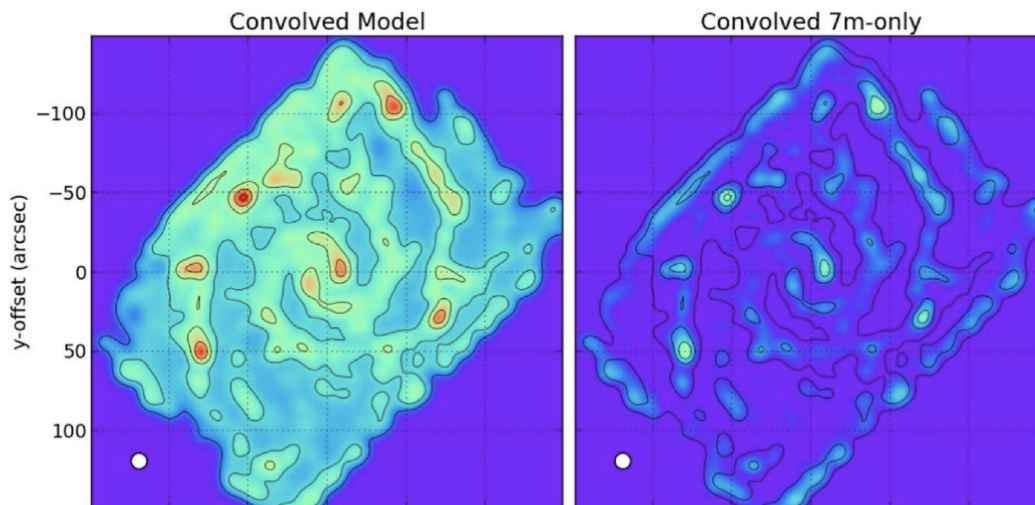 Convolved Model
Convolved 7m-only
−100
−50
0
50
100
y-offset (arcsec)